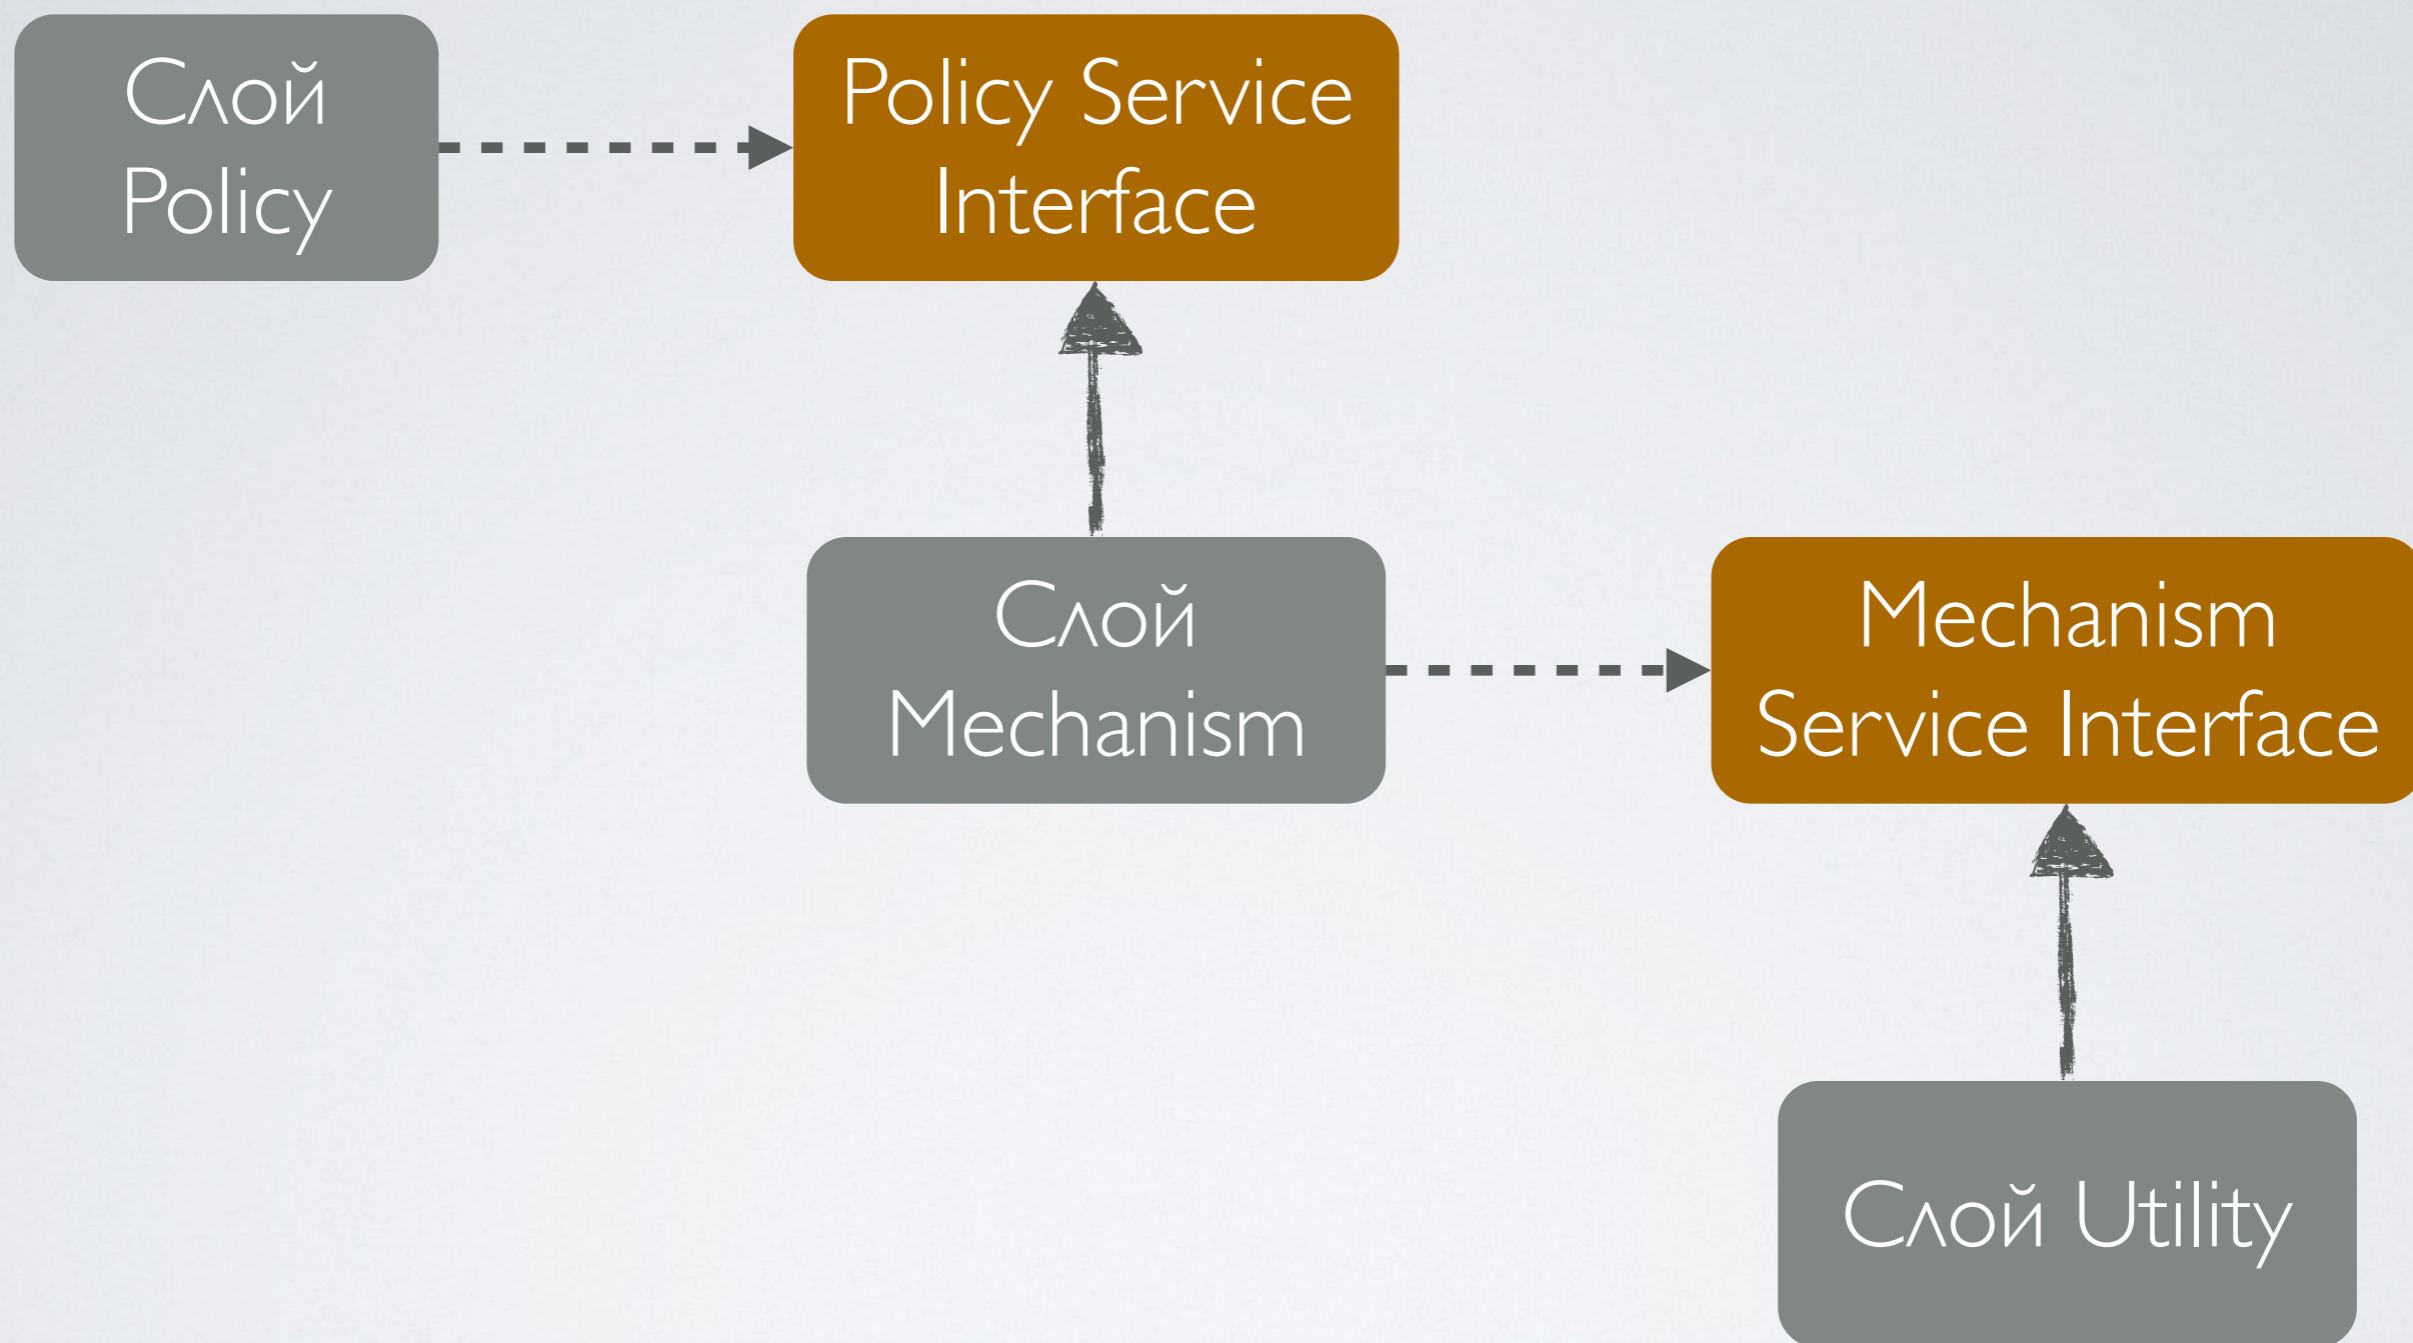 Слой
Policy
Policy Service
Interface
Слой
Mechanism
Mechanism
Service Interface
Слой Utility